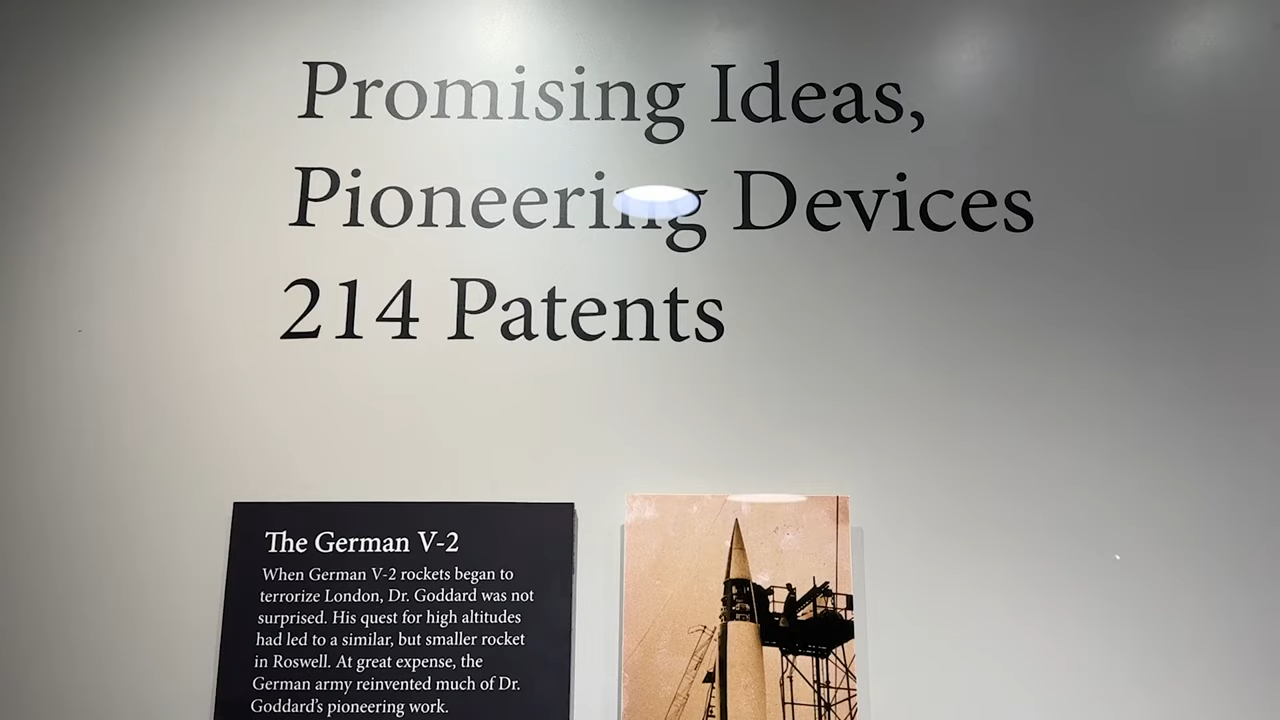 Promising Ideas,
Pioneering Devices
214 Patents
The German V-2
When German V-2 rockets began to
terrorize London, Dr. Goddard was not
surprised. His quest for high altitudes
had led to a similar, but smaller rocket
in Roswell. At great expense, the
German army reinvented much of Dr.
Goddard's pioneering work.